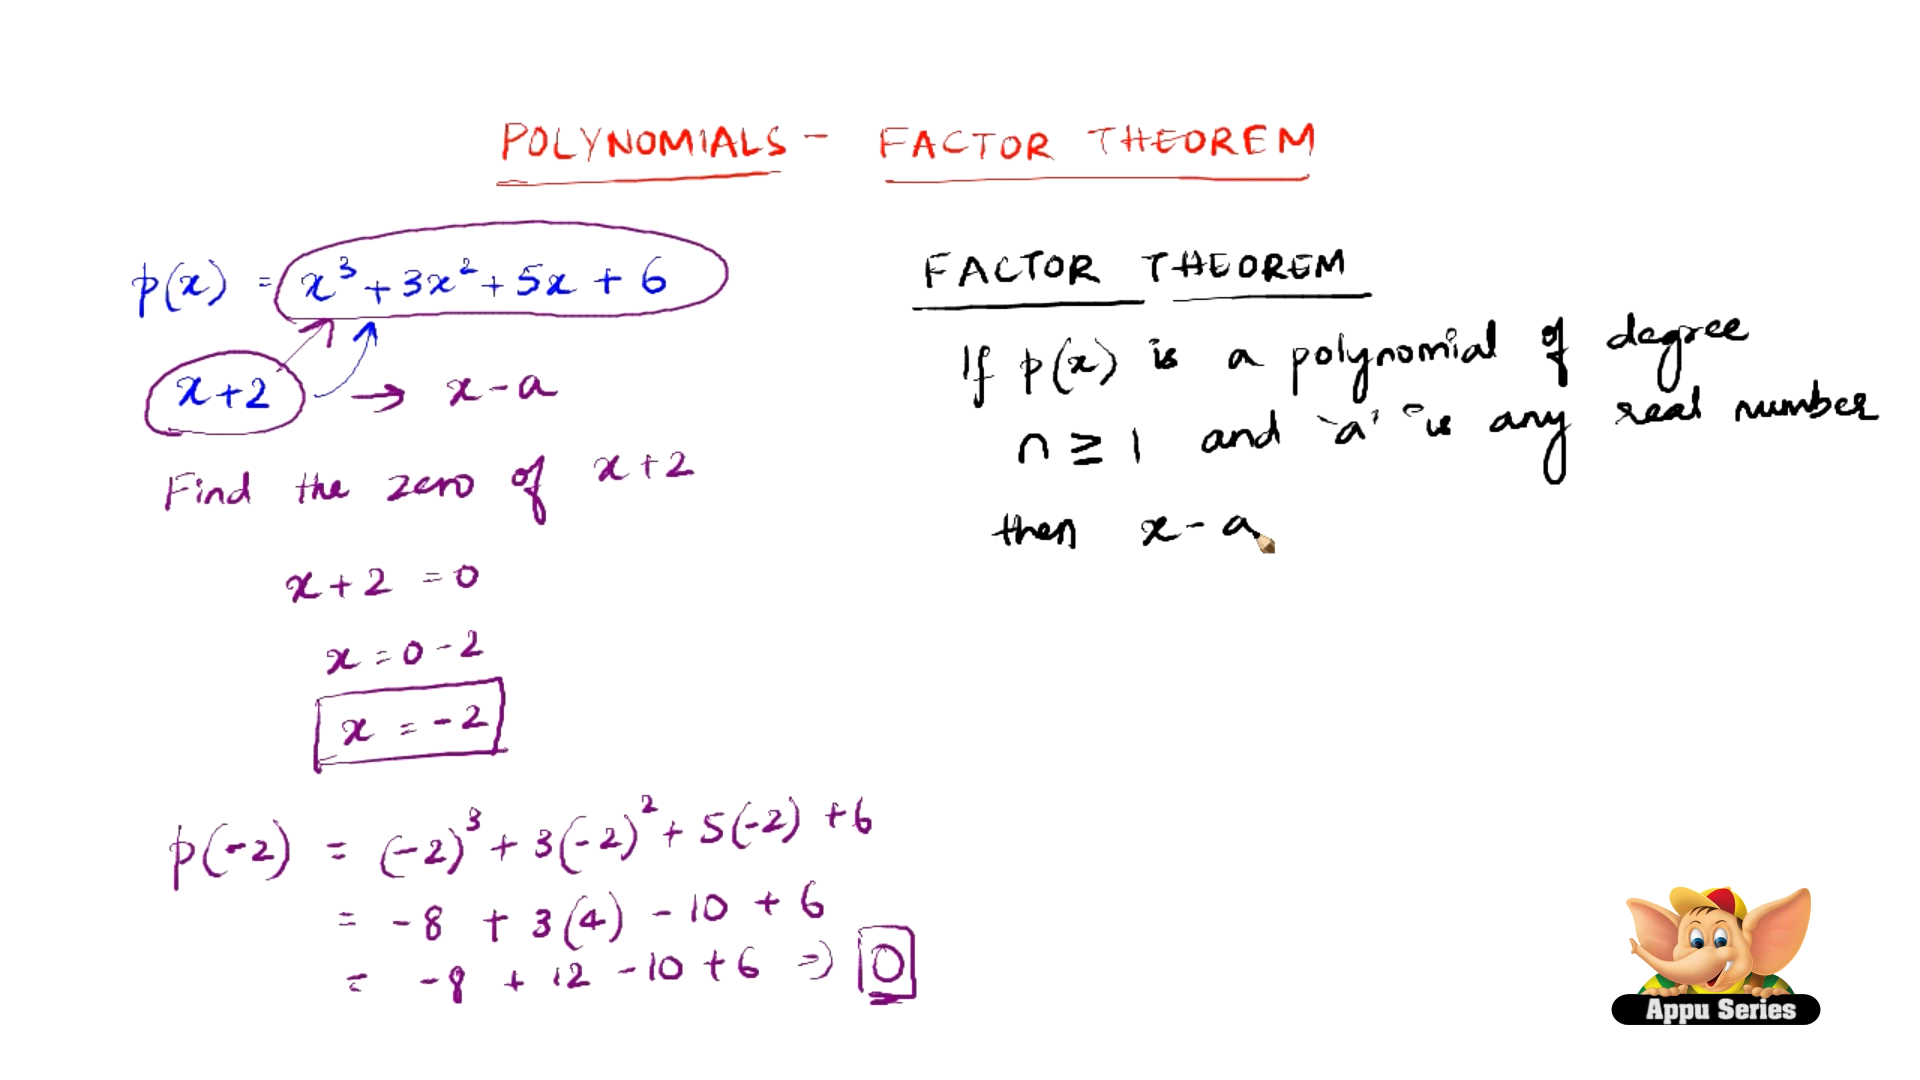 POLYNOMIALS - FACTOR THEOREM
p(x) = x³ + 3x² + 5x + 6
x+2 → x-a
Find the zero of x+2
x+2 = 0
x = 0-2
x = -2
p(-2) = (-2)³ + 3(-2)² + 5(-2) + 6
= -8 + 3(4) - 10 + 6
= -8 + 12 - 10 + 6 ⇒ 0
FACTOR THEOREM
If p(x) is a polynomial of degree
n ≥ 1 and 'a' is any real number
then x-a
Appu Series